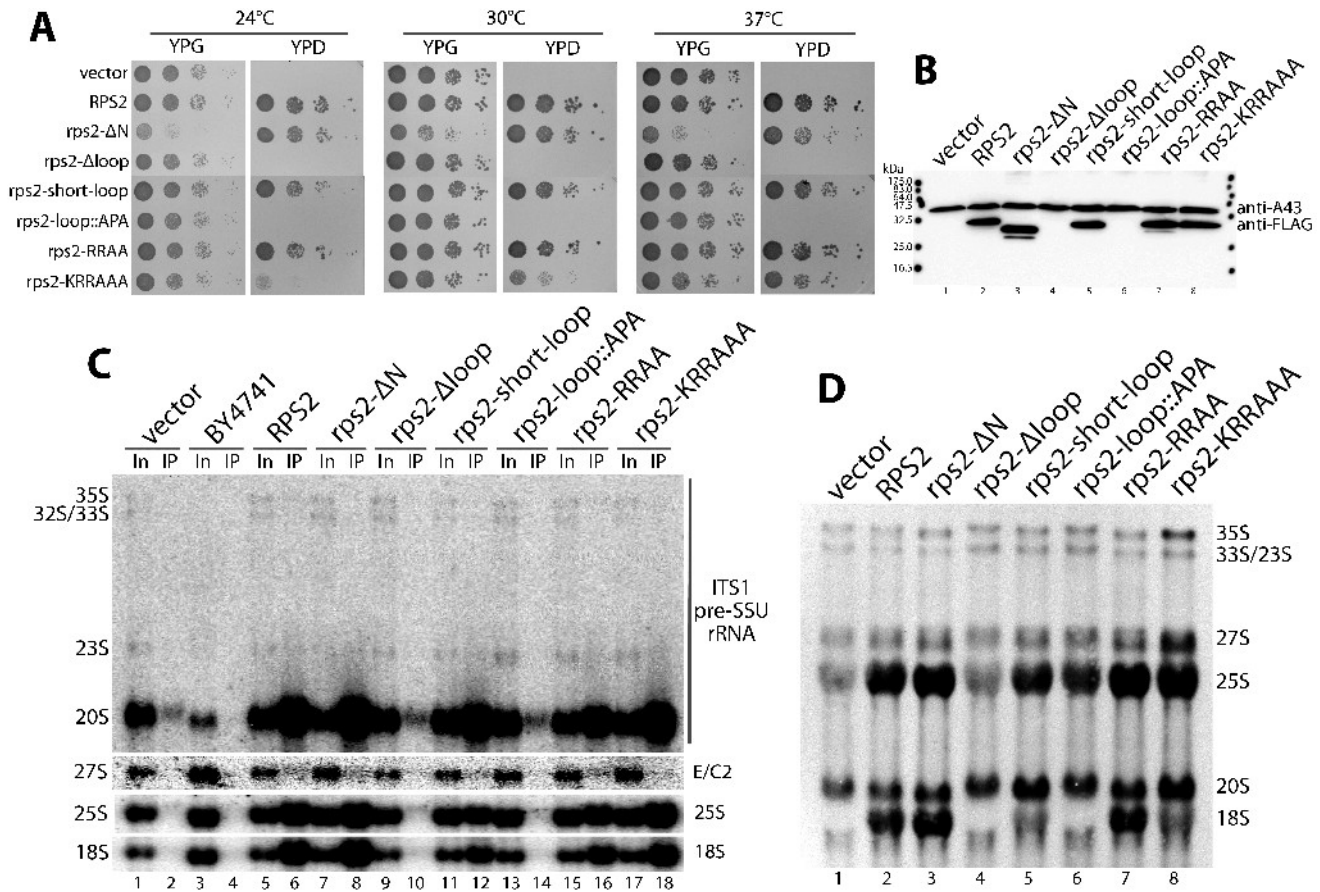 A
24°C 30°C 37°C
YPG YPD YPG YPD YPG YPD
vector
RPS2
rps2-ΔN
rps2-Δloop
rps2-short-loop
rps2-loop::APA
rps2-RRAA
rps2-KRRAAA
B
vector RPS2 rps2-ΔN rps2-Δloop rps2-short-loop rps2-loop::APA rps2-RRAA rps2-KRRAAA
kDa
175.0
83.0
64.0
47.5
32.5
25.0
16.5
anti-A43
anti-FLAG
1 2 3 4 5 6 7 8
C
vector BY4741 RPS2 rps2-ΔN rps2-Δloop rps2-short-loop rps2-loop::APA rps2-RRAA rps2-KRRAAA
In IP In IP In IP In IP In IP In IP In IP In IP In IP
35S
32S/33S
23S
20S
27S
25S
18S
ITS1
pre-SSU
rRNA
E/C2
25S
18S
1 2 3 4 5 6 7 8 9 10 11 12 13 14 15 16 17 18
D
vector RPS2 rps2-ΔN rps2-Δloop rps2-short-loop rps2-loop::APA rps2-RRAA rps2-KRRAAA
35S
33S/23S
27S
25S
20S
18S
1 2 3 4 5 6 7 8